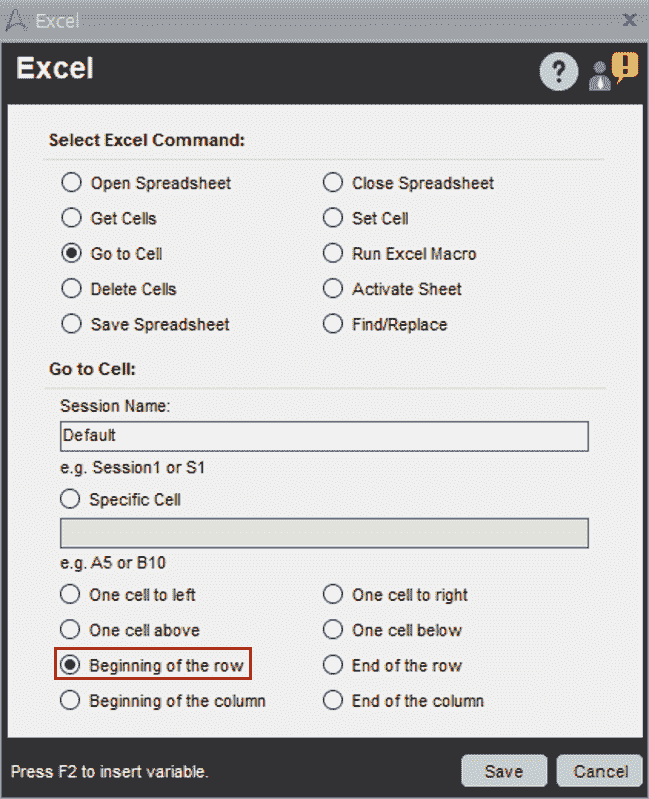 Excel
Excel
Select Excel Command:
Open Spreadsheet Close Spreadsheet
Get Cells Set Cell
Go to Cell Run Excel Macro
Delete Cells Activate Sheet
Save Spreadsheet Find/Replace
Go to Cell:
Session Name:
Default
e.g. Session1 or S1
Specific Cell
e.g. A5 or B10
One cell to left One cell to right
One cell above One cell below
Beginning of the row End of the row
Beginning of the column End of the column
Press F2 to insert variable. Save Cancel